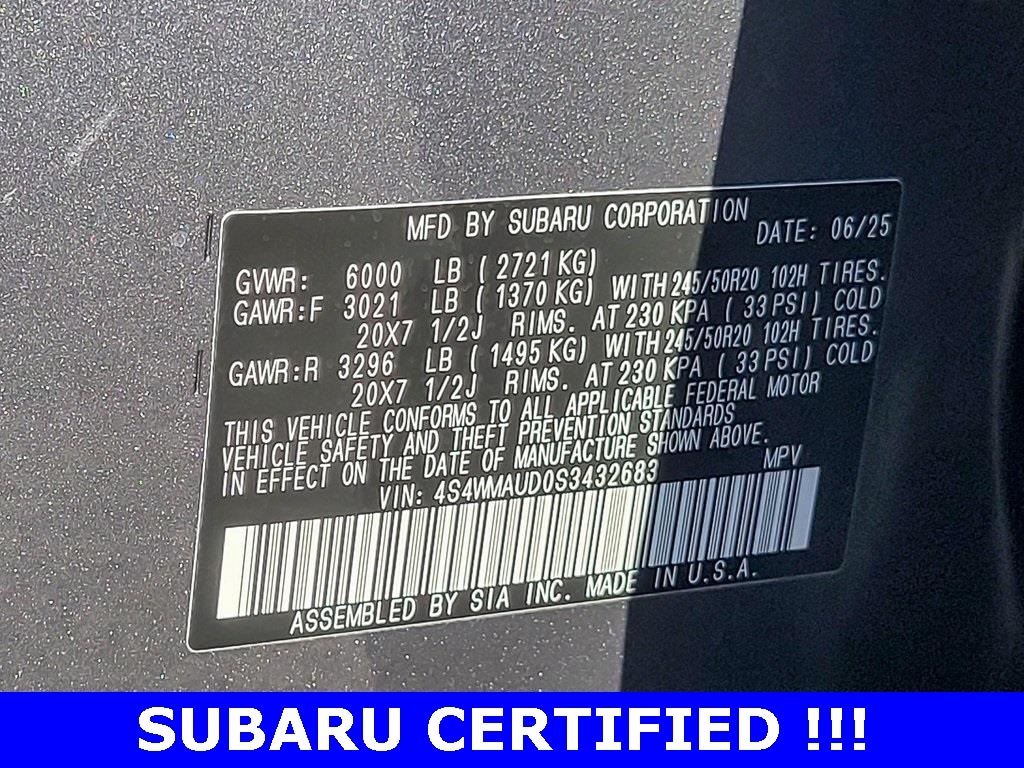 MFD BY SUBARU CORPORATION DATE: 06/25
GVWR: 6000 LB ( 2721 KG)
GAWR:F 3021 LB ( 1370 KG) WITH 245/50R20 102H TIRES.
20X7 1/2J RIMS. AT 230 KPA ( 33 PSI) COLD
GAWR:R 3296 LB ( 1495 KG) WITH 245/50R20 102H TIRES.
20X7 1/2J RIMS. AT 230 KPA ( 33 PSI) COLD
THIS VEHICLE CONFORMS TO ALL APPLICABLE FEDERAL MOTOR
VEHICLE SAFETY AND THEFT PREVENTION STANDARDS
IN EFFECT ON THE DATE OF MANUFACTURE SHOWN ABOVE.
VIN: 4S4WMAUD0S3432683 MPV
ASSEMBLED BY SIA INC. MADE IN U.S.A.
SUBARU CERTIFIED !!!